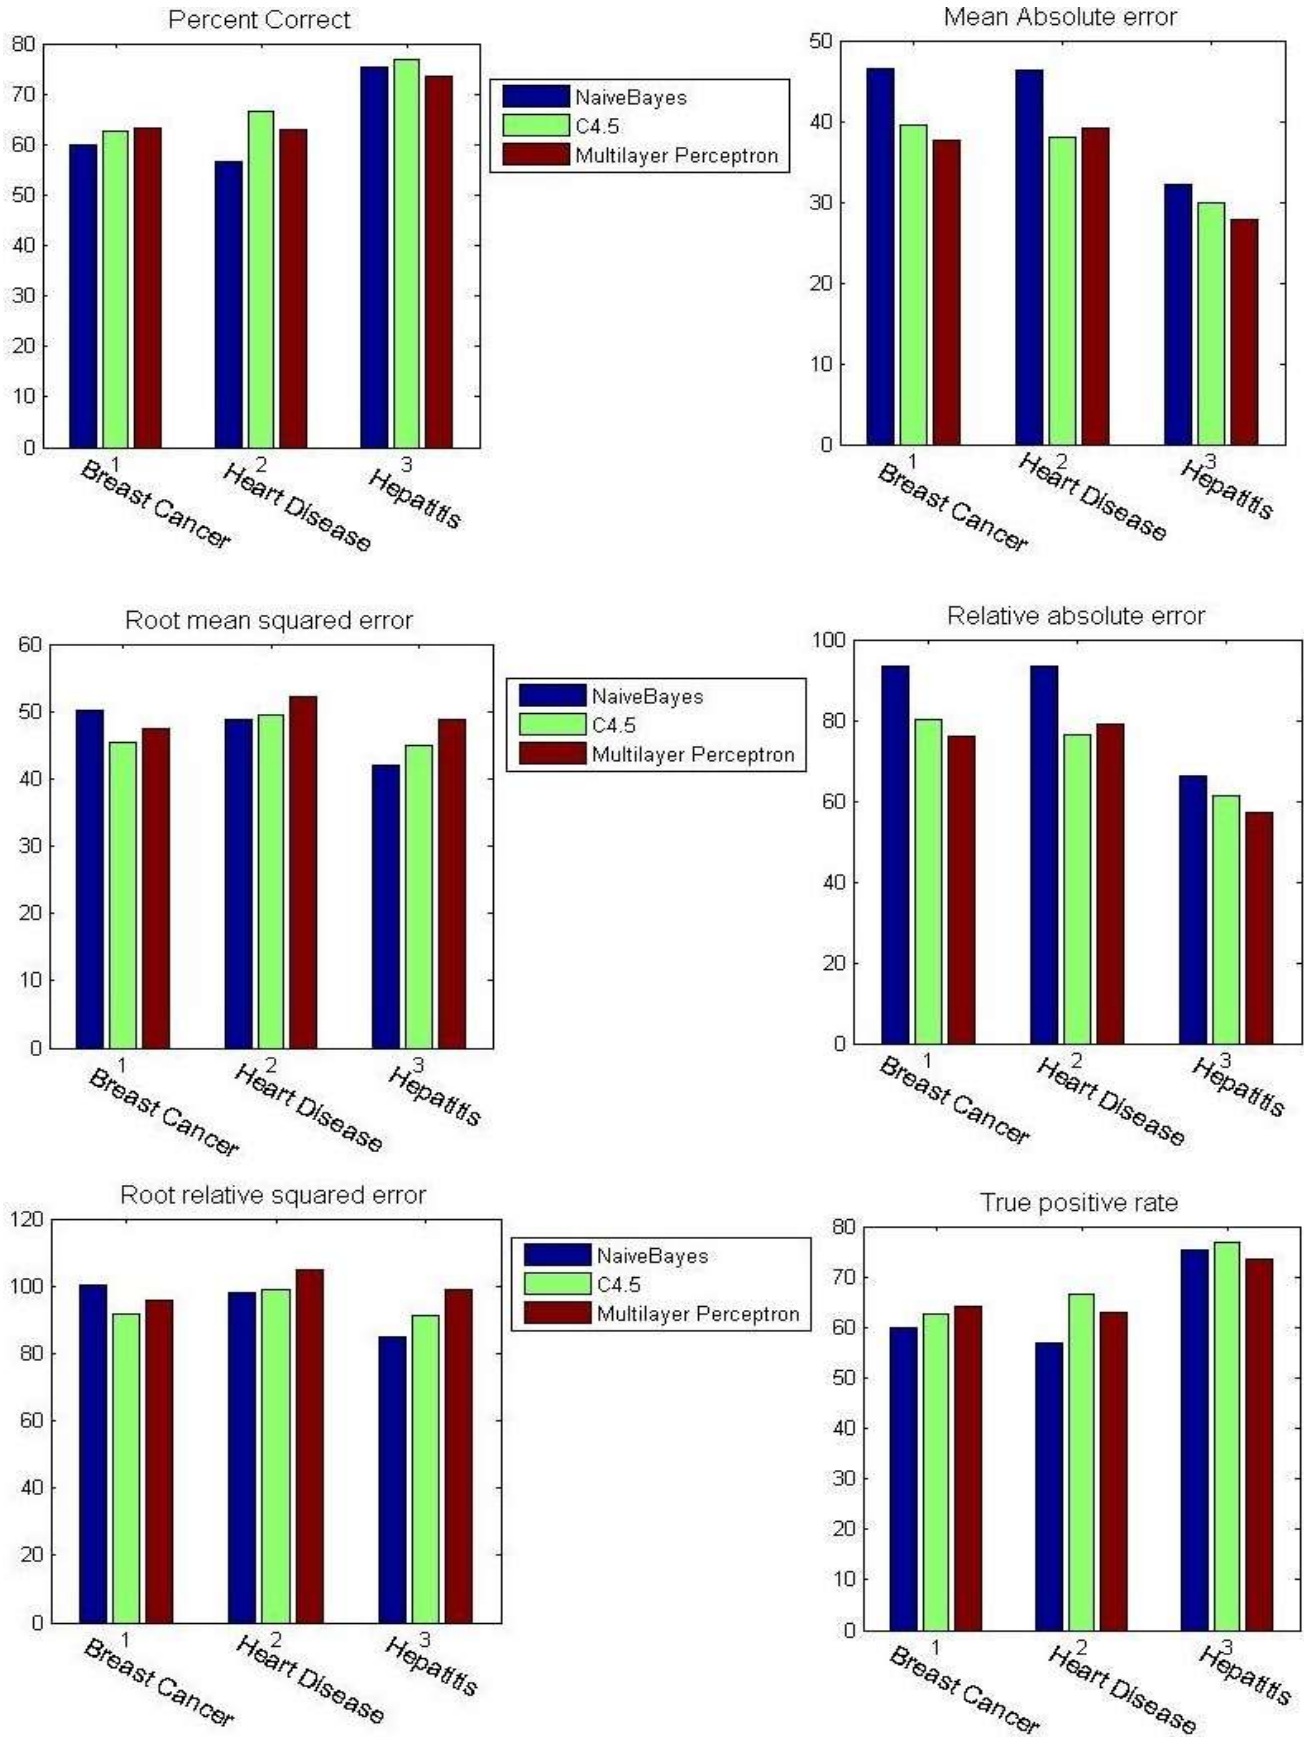 Percent Correct
80
70
60
50
40
30
20
10
0
1
2
3
Breast Cancer
Heart Disease
Hepatitis
NaiveBayes
C4.5
Multilayer Perceptron
Mean Absolute error
50
40
30
20
10
0
1
2
3
Breast Cancer
Heart Disease
Hepatitis
Root mean squared error
60
50
40
30
20
10
0
1
2
3
Breast Cancer
Heart Disease
Hepatitis
NaiveBayes
C4.5
Multilayer Perceptron
Relative absolute error
100
80
60
40
20
0
1
2
3
Breast Cancer
Heart Disease
Hepatitis
Root relative squared error
120
100
80
60
40
20
0
1
2
3
Breast Cancer
Heart Disease
Hepatitis
NaiveBayes
C4.5
Multilayer Perceptron
True positive rate
80
70
60
50
40
30
20
10
0
1
2
3
Breast Cancer
Heart Disease
Hepatitis